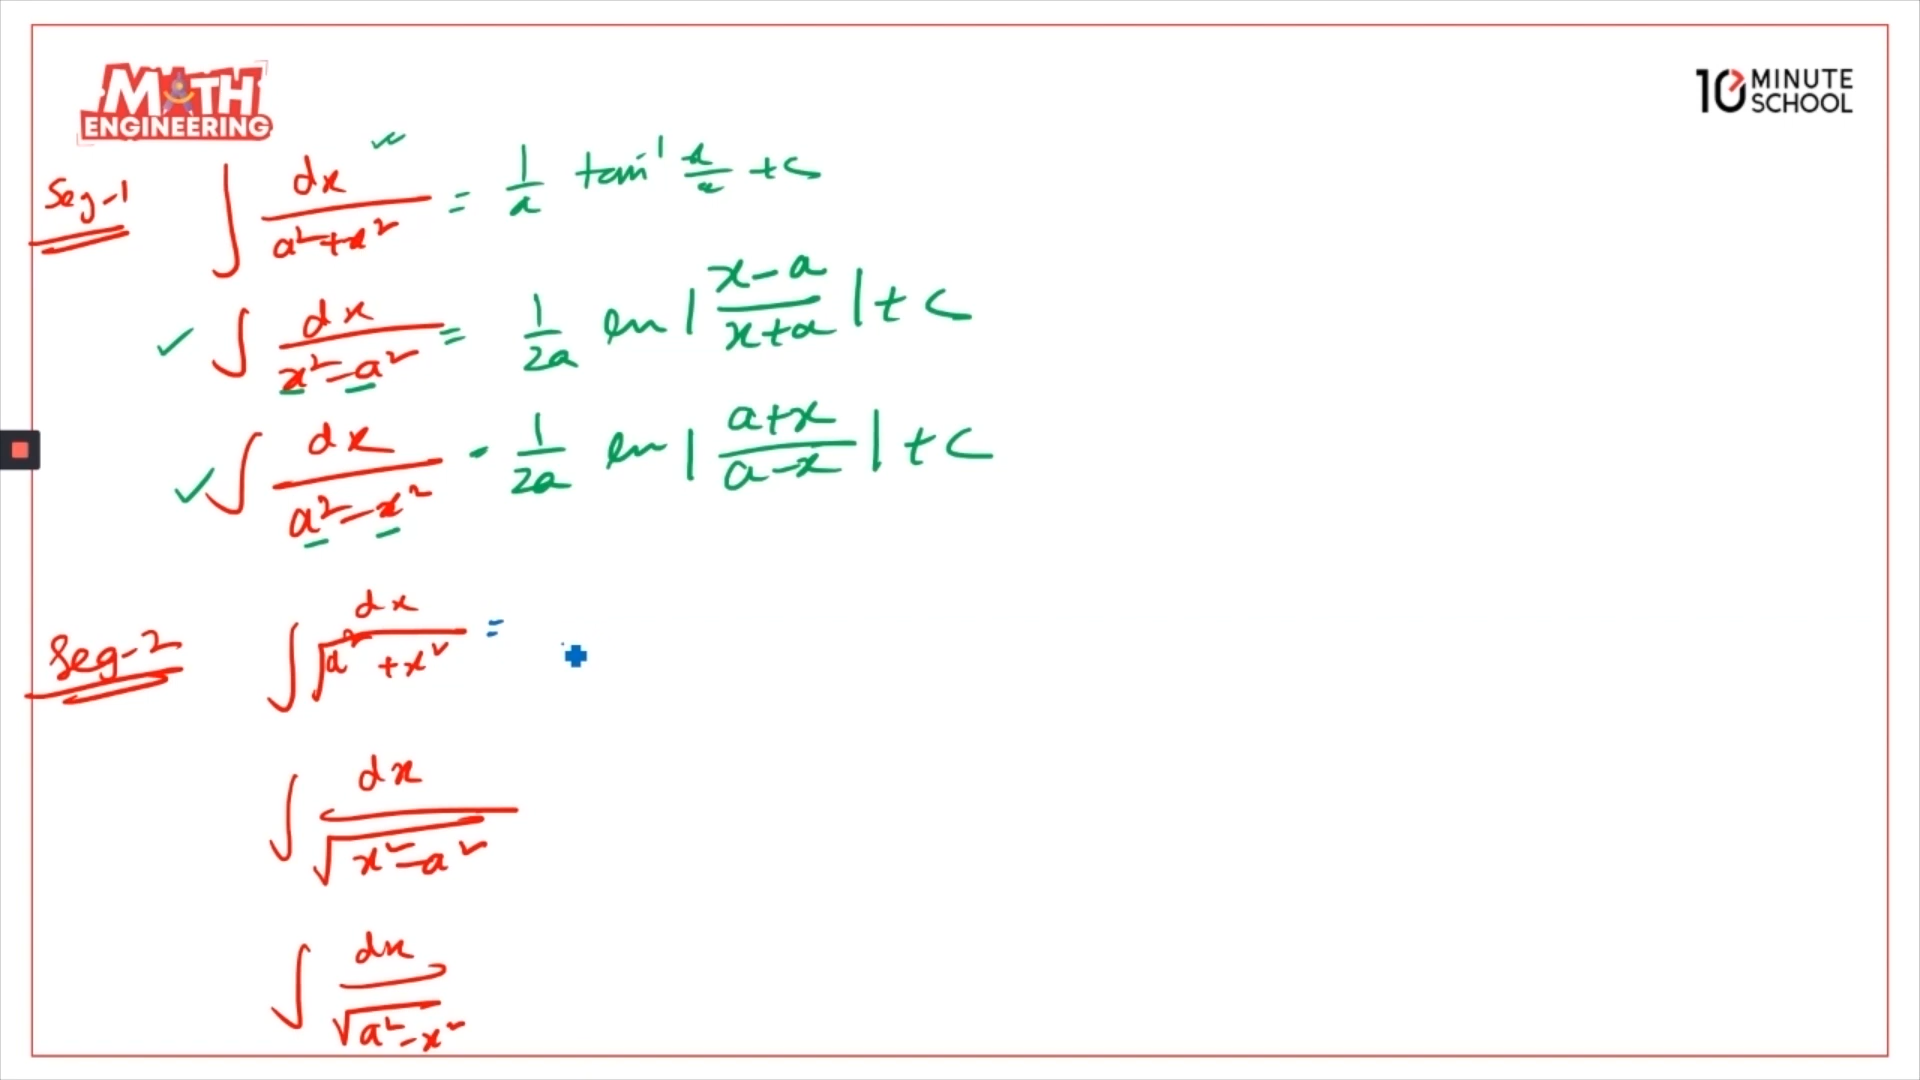 MATH
ENGINEERING
10 MINUTE
SCHOOL
Seg-1
∫ dx/(a²+x²) = 1/a tan⁻¹ x/a + c
∫ dx/(x²-a²) = 1/2a ln |(x-a)/(x+a)| + c
∫ dx/(a²-x²) = 1/2a ln |(a+x)/(a-x)| + c
Seg-2
∫ dx/√(a²+x²) =
∫ dx/√(x²-a²)
∫ dx/√(a²-x²)